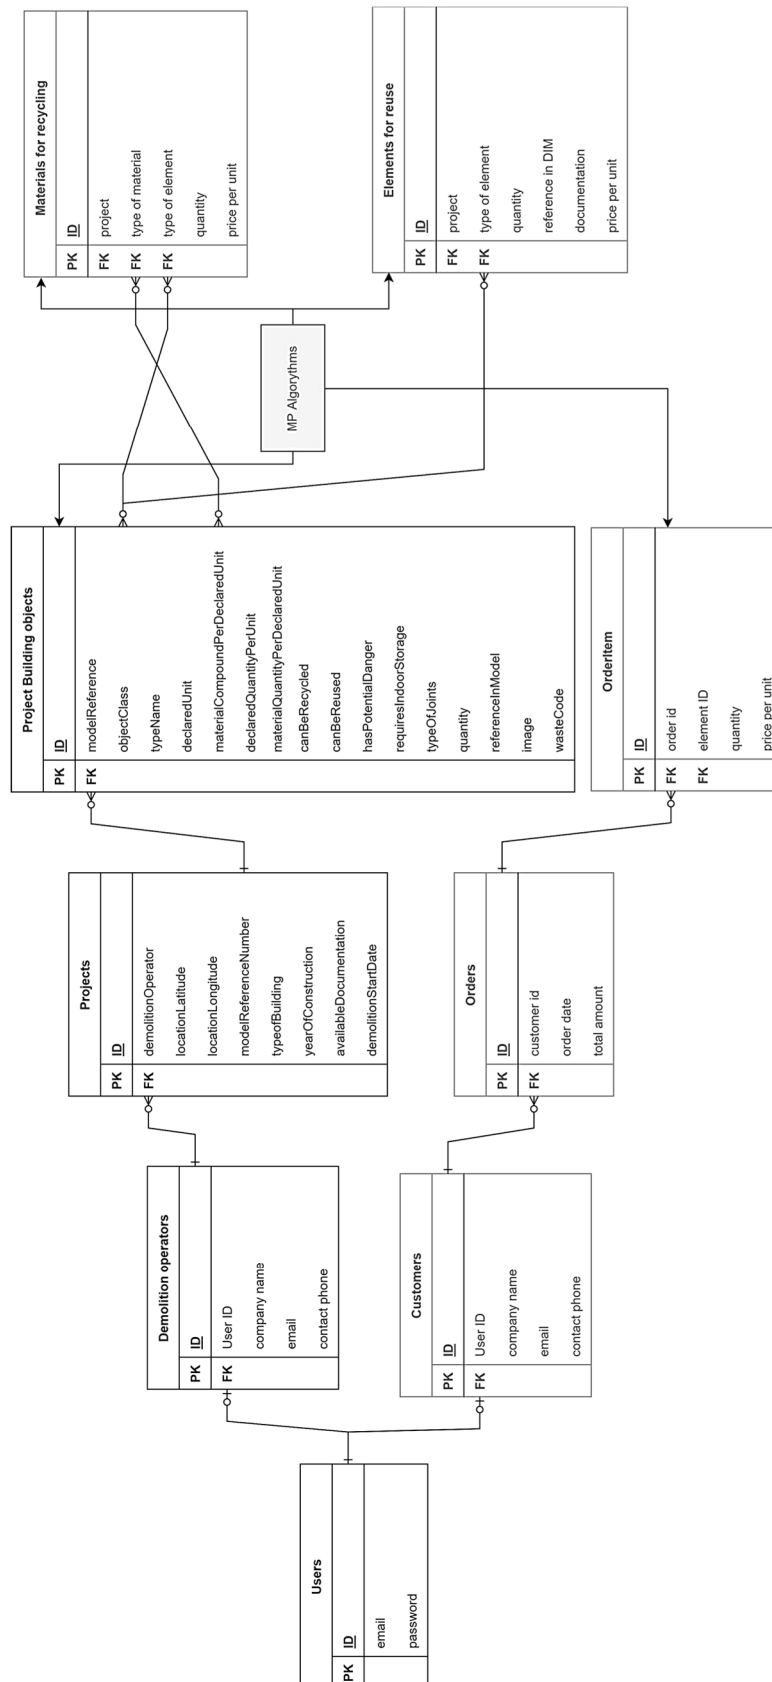 Users
PK ID
email
password
Demolition operators
PK ID
FK User ID
company name
email
contact phone
Customers
PK ID
FK User ID
company name
email
contact phone
Projects
PK ID
FK demolitionOperator
locationLatitude
locationLongitude
modelReferenceNumber
typeofBuilding
yearOfConstruction
availableDocumentation
demolitionStartDate
Orders
PK ID
FK customer id
order date
total amount
Project Building objects
PK ID
FK modelReference
objectClass
typeName
declaredUnit
materialCompoundPerDeclaredUnit
declaredQuantityPerUnit
materialQuantityPerDeclaredUnit
canBeRecycled
canBeReused
hasPotentialDanger
requiresIndoorStorage
typeOfJoints
quantity
referenceInModel
image
wasteCode
OrderItem
PK ID
FK order id
FK element ID
quantity
price per unit
MP Algorythms
Materials for recycling
PK ID
FK project
FK type of material
FK type of element
quantity
price per unit
Elements for reuse
PK ID
FK project
FK type of element
quantity
reference in DIM
documentation
price per unit